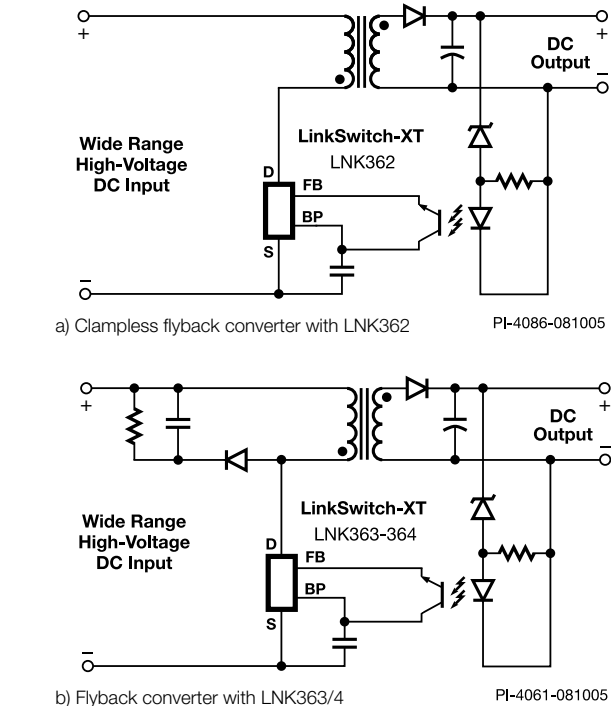 +
+
DC
Output
−
Wide Range
High-Voltage
DC Input
LinkSwitch-XT
LNK362
D
FB
BP
S
−
a) Clampless flyback converter with LNK362
PI-4086-081005
+
+
DC
Output
−
Wide Range
High-Voltage
DC Input
LinkSwitch-XT
LNK363-364
D
FB
BP
S
−
b) Flyback converter with LNK363/4
PI-4061-081005